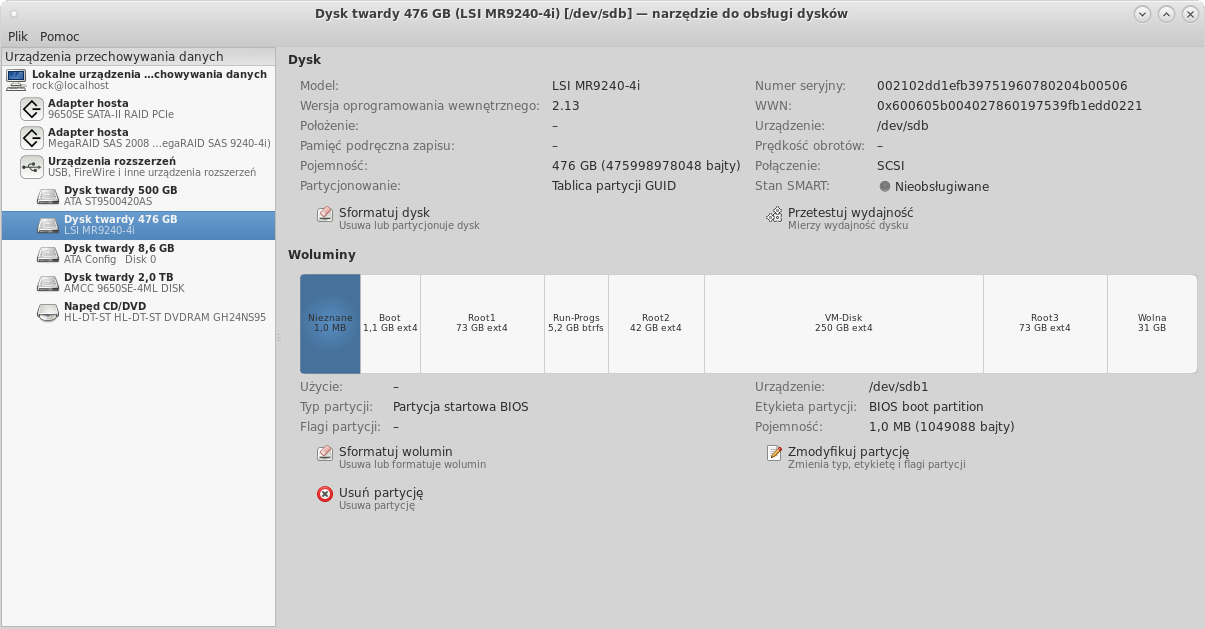 Dysk twardy 476 GB (LSI MR9240-4i) [/dev/sdb] — narzędzie do obsługi dysków
Plik Pomoc
Urządzenia przechowywania danych
Lokalne urządzenia ...chowywania danych
rock@localhost
Adapter hosta
9650SE SATA-II RAID PCIe
Adapter hosta
MegaRAID SAS 2008 ...egaRAID SAS 9240-4i)
Urządzenia rozszerzeń
USB, FireWire i inne urządzenia rozszerzeń
Dysk twardy 500 GB
ATA ST9500420AS
Dysk twardy 476 GB
LSI MR9240-4i
Dysk twardy 8,6 GB
ATA Config Disk 0
Dysk twardy 2,0 TB
AMCC 9650SE-4ML DISK
Napęd CD/DVD
HL-DT-ST HL-DT-ST DVDRAM GH24NS95
Dysk
Model: LSI MR9240-4i
Numer seryjny: 002102dd1efb39751960780204b00506
Wersja oprogramowania wewnętrznego: 2.13
WWN: 0x600605b004027860197539fb1edd0221
Położenie: –
Urządzenie: /dev/sdb
Pamięć podręczna zapisu: –
Prędkość obrotów: –
Pojemność: 476 GB (475998978048 bajty)
Połączenie: SCSI
Partycjonowanie: Tablica partycji GUID
Stan SMART: Nieobsługiwane
Sformatuj dysk
Usuwa lub partycjonuje dysk
Przetestuj wydajność
Mierzy wydajność dysku
Woluminy
Nieznane
1,0 MB
Boot
1,1 GB ext4
Root1
73 GB ext4
Run-Progs
5,2 GB btrfs
Root2
42 GB ext4
VM-Disk
250 GB ext4
Root3
73 GB ext4
Wolna
31 GB
Użycie: –
Urządzenie: /dev/sdb1
Typ partycji: Partycja startowa BIOS
Etykieta partycji: BIOS boot partition
Flagi partycji: –
Pojemność: 1,0 MB (1049088 bajty)
Sformatuj wolumin
Usuwa lub formatuje wolumin
Zmodyfikuj partycję
Zmienia typ, etykietę i flagi partycji
Usuń partycję
Usuwa partycję